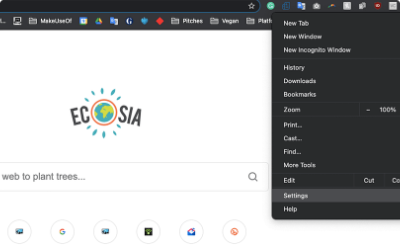 MakeUseOf
Pitches
Vegan
Platf
New Tab
New Window
New Incognito Window
History
Downloads
Bookmarks
Zoom − 100%
Print...
Cast...
Find...
More Tools
Edit Cut Co
Settings
Help
ECOSIA
web to plant trees...